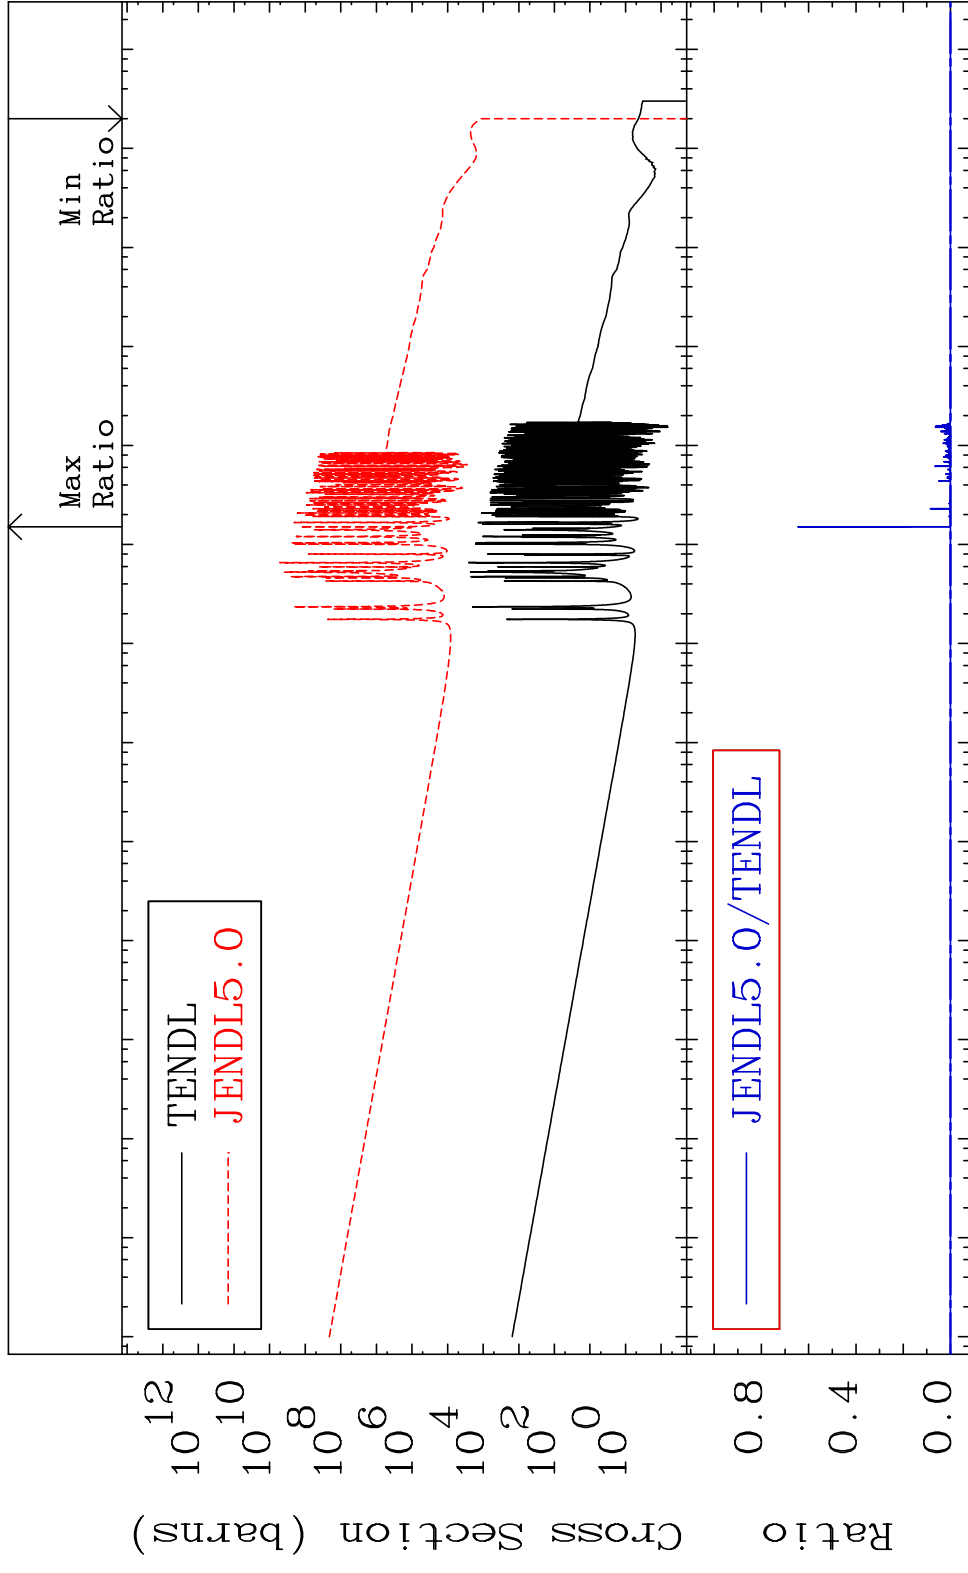 Max
Ratio
Min
Ratio
TENDL
JENDL5.0
Cross Section (barns)
10 12
10 10
10 8
10 6
10 4
10 2
10 0
JENDL5.0/TENDL
Ratio
0.8
0.4
0.0